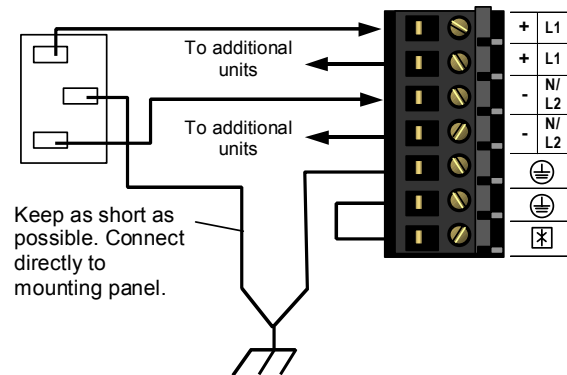 To additional
units
To additional
units
Keep as short as
possible. Connect
directly to
mounting panel.
+ L1
+ L1
- N/
L2
- N/
L2